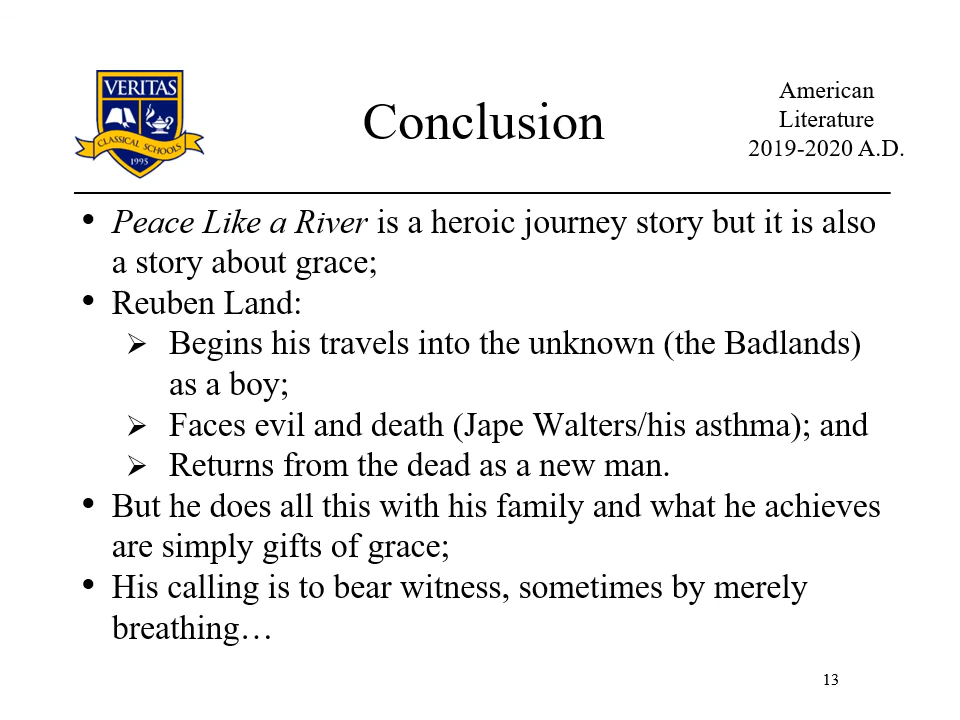 VERITAS
CLASSICAL SCHOOLS
1995
Conclusion
American
Literature
2019-2020 A.D.
• Peace Like a River is a heroic journey story but it is also
a story about grace;
• Reuben Land:
➢ Begins his travels into the unknown (the Badlands)
as a boy;
➢ Faces evil and death (Jape Walters/his asthma); and
➢ Returns from the dead as a new man.
• But he does all this with his family and what he achieves
are simply gifts of grace;
• His calling is to bear witness, sometimes by merely
breathing…
13